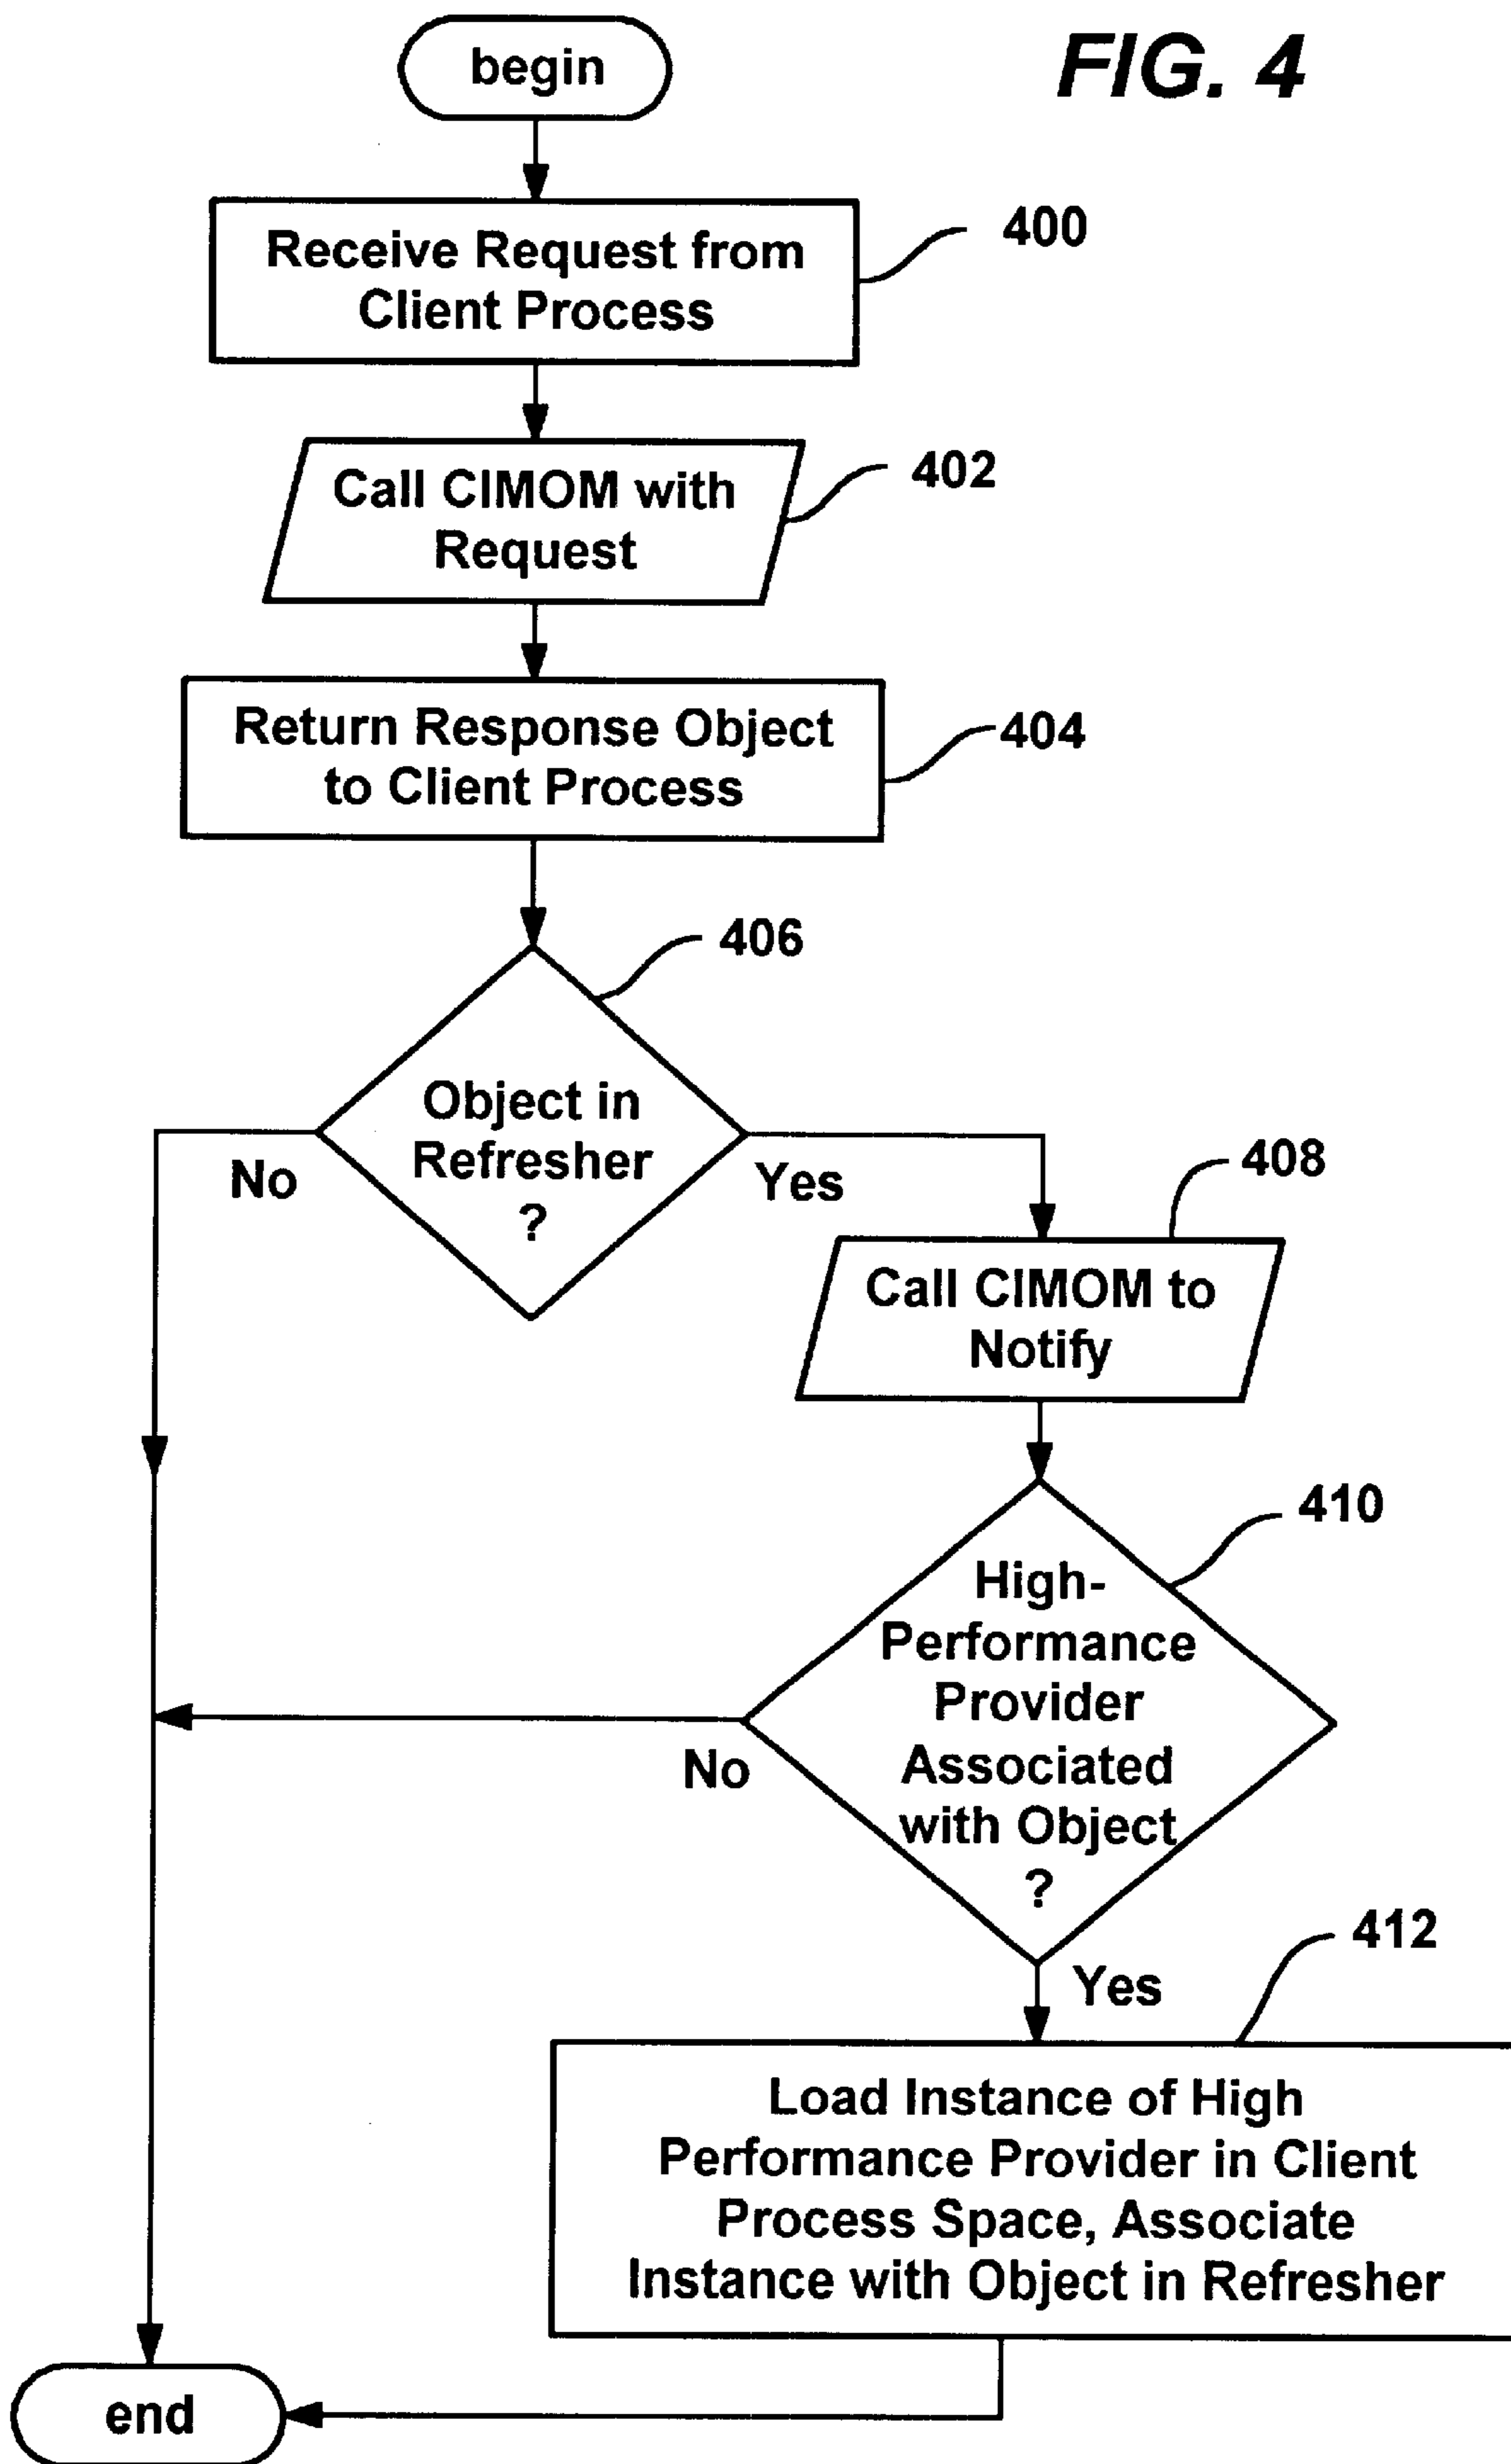 FIG. 4
begin
Receive Request from
Client Process
400
Call CIMOM with
Request
402
Return Response Object
to Client Process
404
406
Object in
Refresher
?
No
Yes
408
Call CIMOM to
Notify
410
High-
Performance
Provider
Associated
with Object
?
No
Yes
412
Load Instance of High
Performance Provider in Client
Process Space, Associate
Instance with Object in Refresher
end